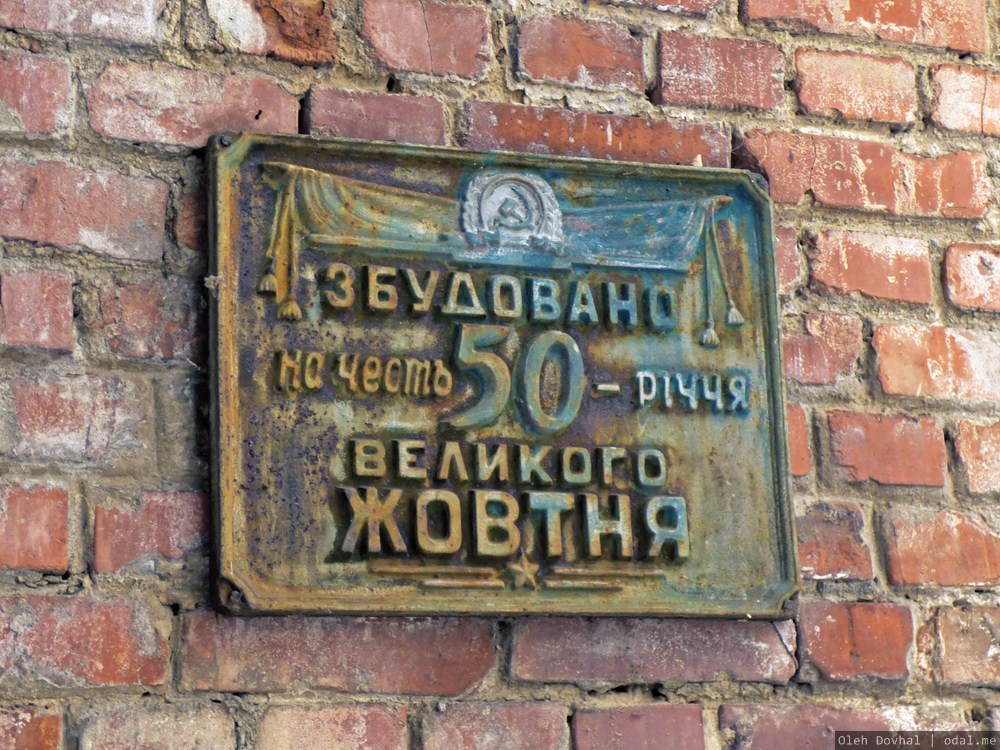 ЗБУДОВАНО
на честь 50-річчя
ВЕЛИКОГО
ЖОВТНЯ
Oleh Dovhal | odal.me